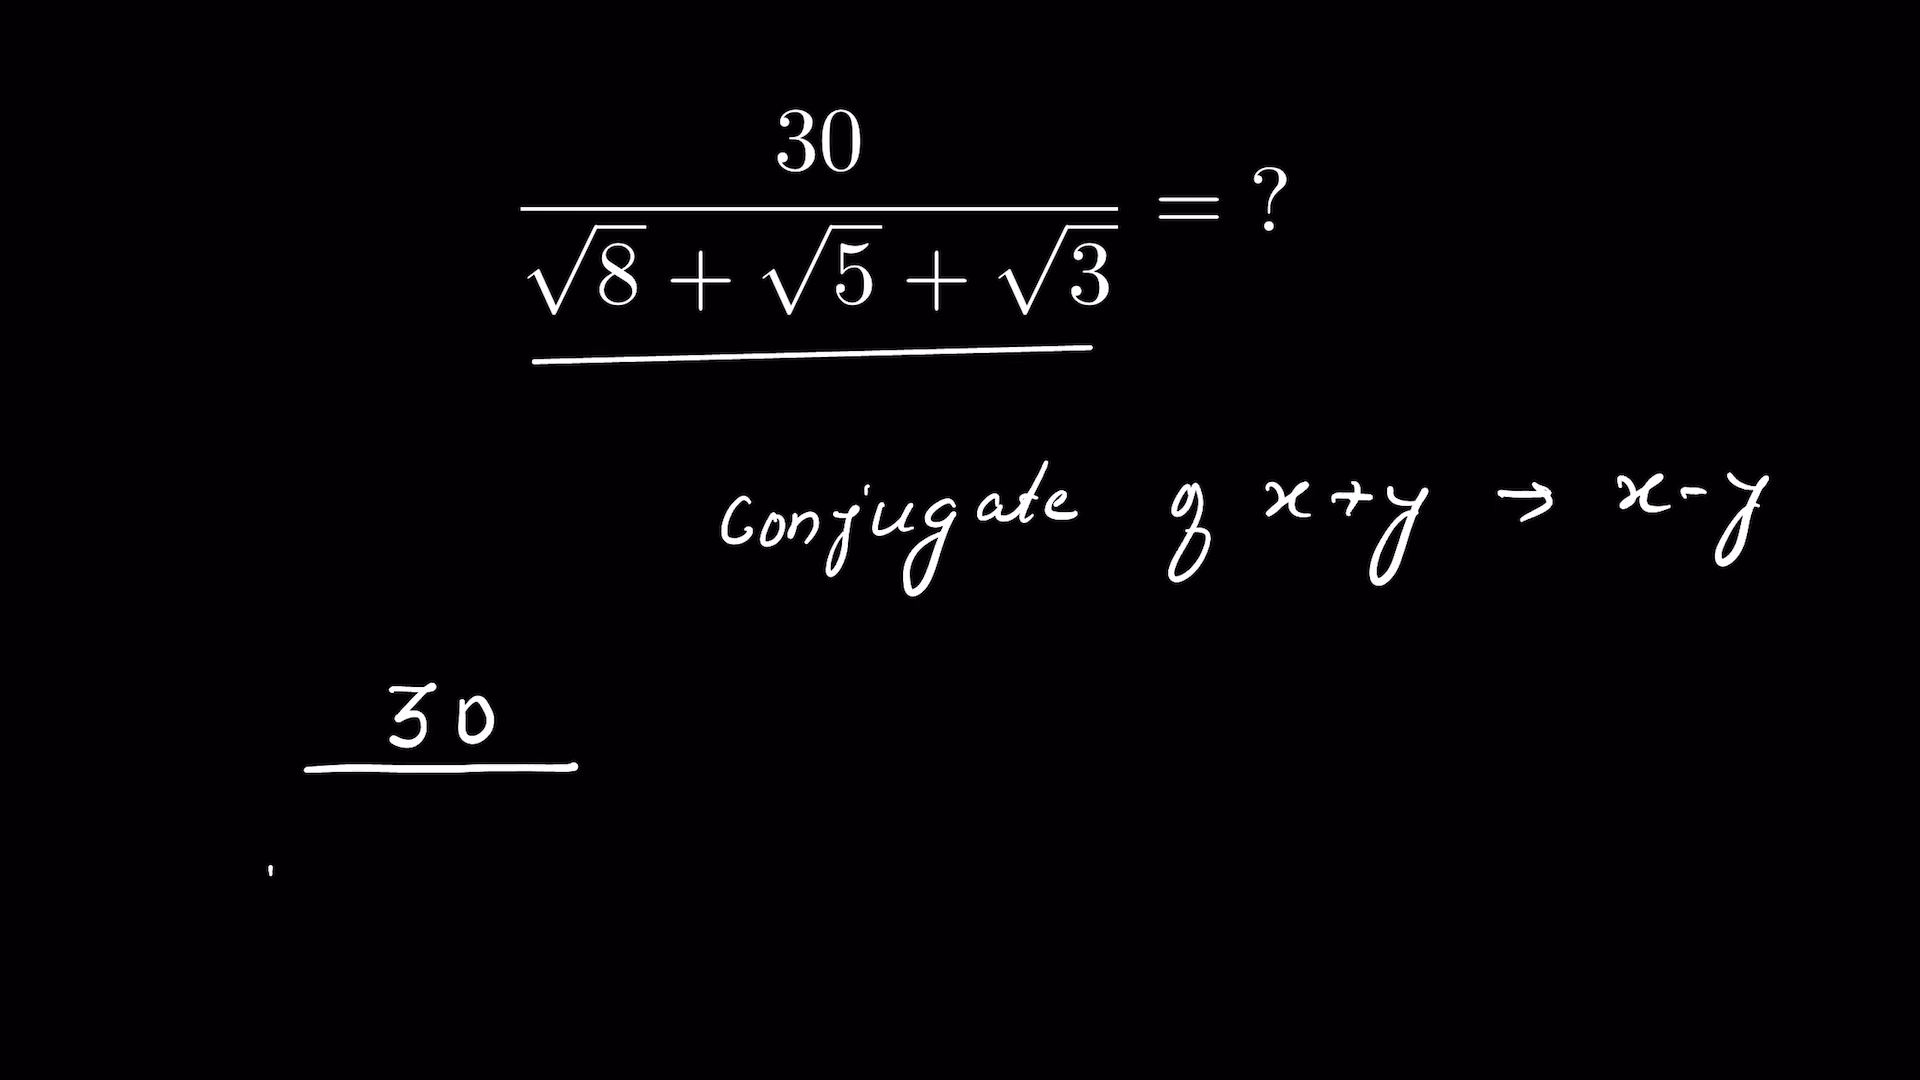 30
√8 + √5 + √3 = ?
Conjugate of x+y → x-y
30